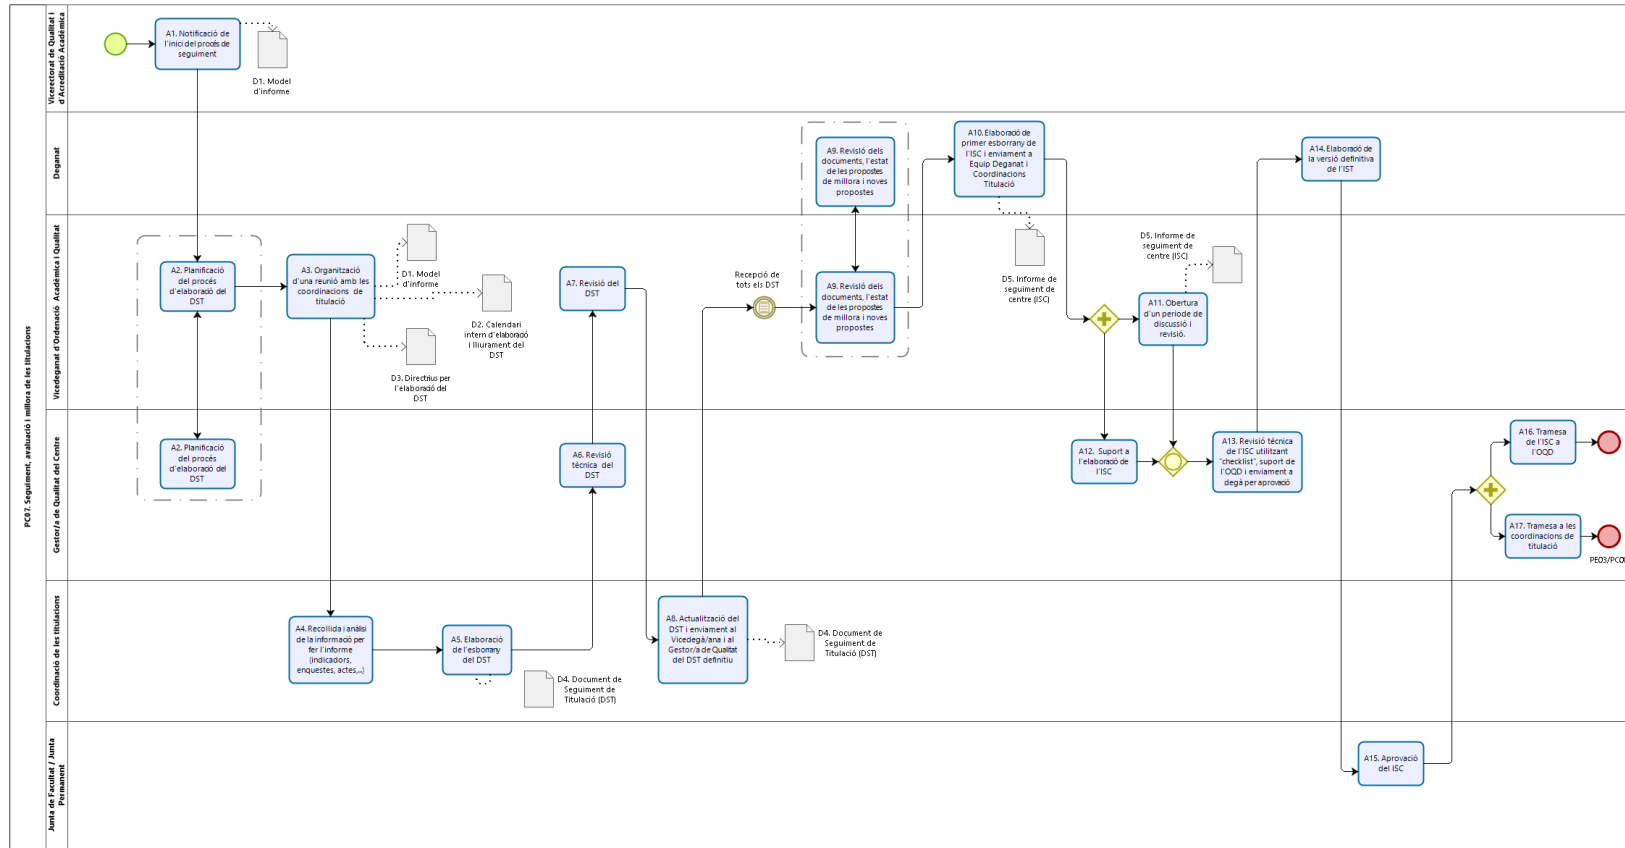 PC07. Seguiment, avaluació i millora de les titulacions
Vicerectorat de Qualitat i
d'Acreditació Acadèmica
A1. Notificació de
l'inici del procés de
seguiment
D1. Model
d'informe
Deganat
A9. Revisió dels
documents, l'estat
de les propostes
de millora i noves
propostes
A10. Elaboració de
primer esborrany de
l'ISC i enviament a
Equip Deganat i
Coordinacions
Titulació
A14. Elaboració de
la versió definitiva
de l'IST
Vicedeganat d'Ordenació Acadèmica i Qualitat
A2. Planificació
del procés
d'elaboració del
DST
A3. Organització
d'una reunió amb les
coordinacions de
titulació
D1. Model
d'informe
D2. Calendari
intern d'elaboració
i lliurament del
DST
D3. Directrius per
l'elaboració del
DST
A7. Revisió del
DST
Recepció de
tots els DST
A9. Revisió dels
documents, l'estat
de les propostes
de millora i noves
propostes
D5. Informe de
seguiment de
centre (ISC)
D5. Informe de
seguiment de
centre (ISC)
A11. Obertura
d'un periode de
discussió i
revisió.
Gestor/a de Qualitat del Centre
A2. Planificació
del procés
d'elaboració del
DST
A6. Revisió
tècnica del
DST
A12. Suport a
l'elaboració de
l'ISC
A13. Revisió tècnica
de l'ISC utilitzant
"checklist", suport de
l'OQD i enviament a
degà per aprovació
A16. Tramesa
de l'ISC a
l'OQD
A17. Tramesa a les
coordinacions de
titulació
Coordinació de les titulacions
A4. Recollida i anàlisi
de la informació per
fer l'informe
(indicadors,
enquestes, actes,...)
A5. Elaboració
de l'esborrany
del DST
D4. Document de
Seguiment de
Titulació (DST)
A8. Actualització del
DST i enviament al
Vicedegà/ana i al
Gestor/a de Qualitat
del DST definitiu
D4. Document de
Seguiment de
Titulació (DST)
Junta de Facultat / Junta
Permanent
A15. Aprovació
del ISC